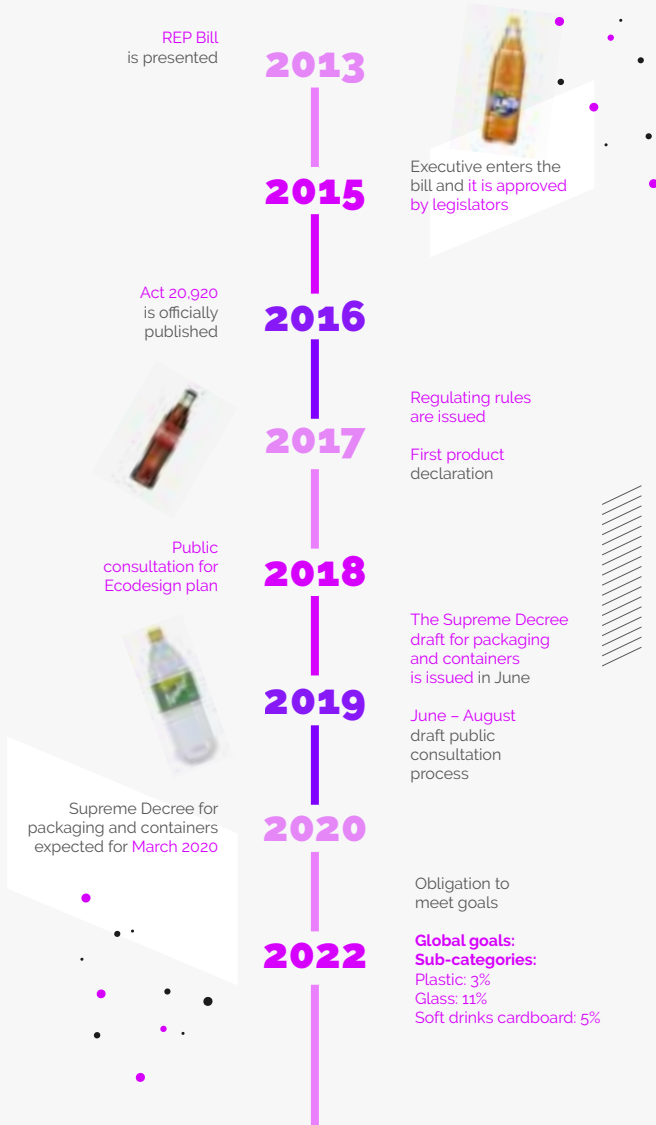 REP Bill
is presented
2013
2015
Executive enters the
bill and it is approved
by legislators
Act 20,920
is officially
published
2016
2017
Regulating rules
are issued
First product
declaration
Public
consultation for
Ecodesign plan
2018
2019
The Supreme Decree
draft for packaging
and containers
is issued in June
June – August
draft public
consultation
process
Supreme Decree for
packaging and containers
expected for March 2020
2020
2022
Obligation to
meet goals
Global goals:
Sub-categories:
Plastic: 3%
Glass: 11%
Soft drinks cardboard: 5%